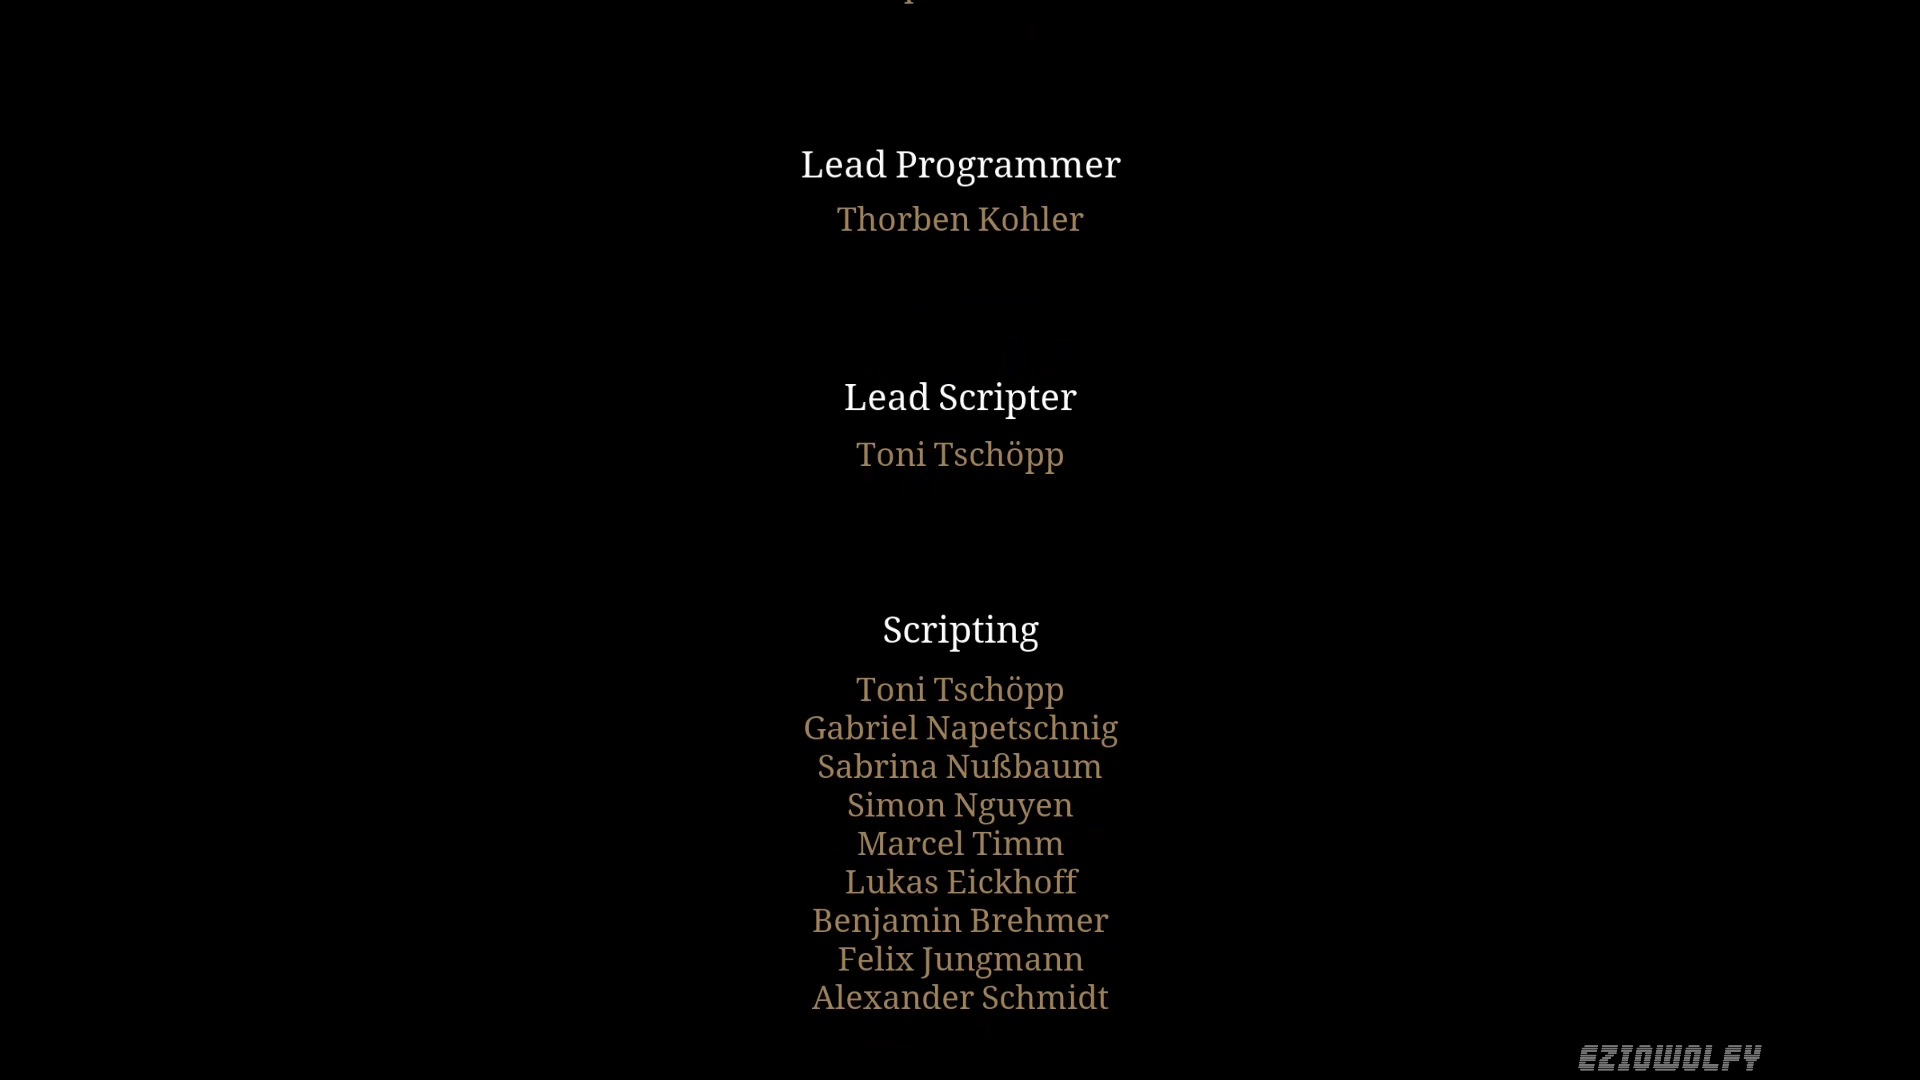 Lead Programmer
Thorben Kohler
Lead Scripter
Toni Tschöpp
Scripting
Toni Tschöpp
Gabriel Napetschnig
Sabrina Nußbaum
Simon Nguyen
Marcel Timm
Lukas Eickhoff
Benjamin Brehmer
Felix Jungmann
Alexander Schmidt
EZIOWOLFY